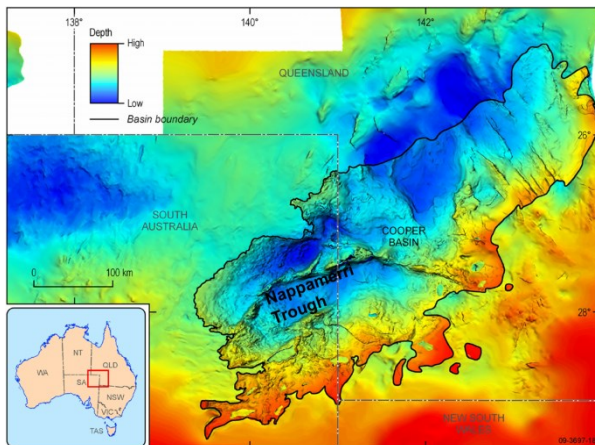 138°
140°
142°
Depth
High
Low
Basin boundary
QUEENSLAND
26°
SOUTH
AUSTRALIA
COOPER
BASIN
0
100 km
Nappamerri
Trough
28°
NT
WA
QLD
SA
NSW
VIC
TAS
NEW SOUTH
WALES